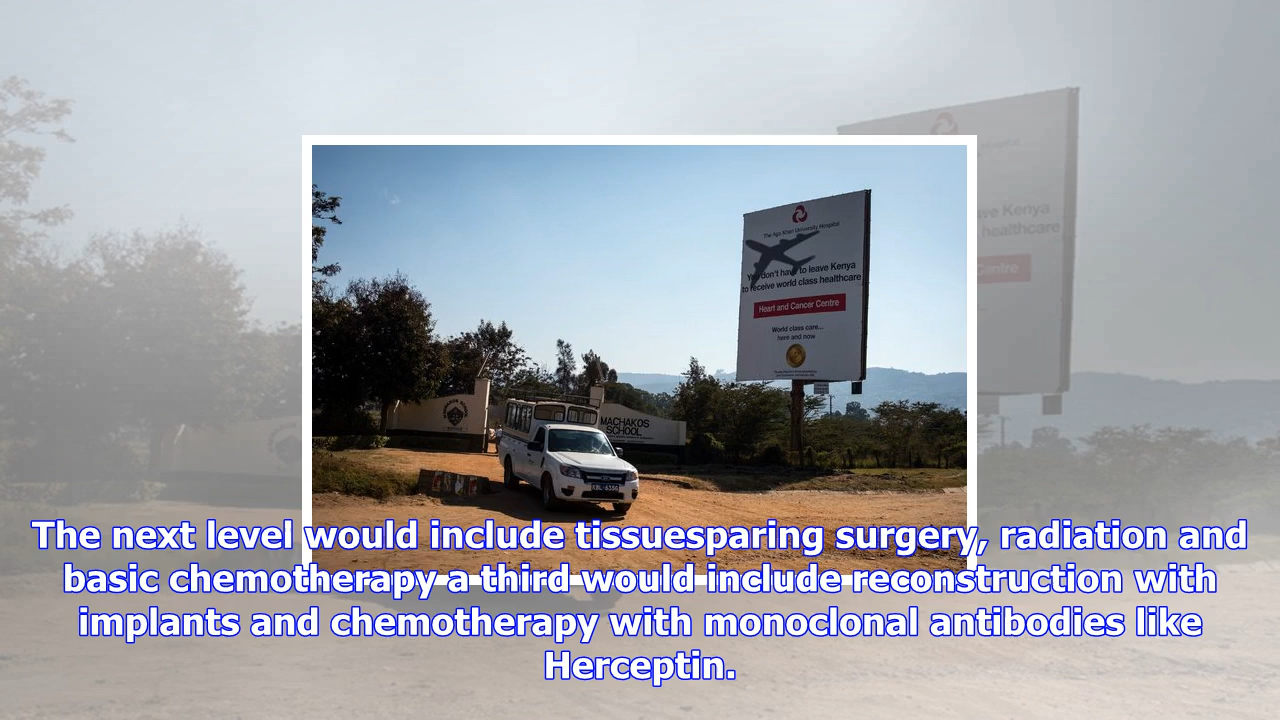 The Aga Khan University Hospital
You don't have to leave Kenya
to receive world class healthcare
Heart and Cancer Centre
World class care...
here and now
MACHAKOS
SCHOOL
KBL 635G
The next level would include tissuesparing surgery, radiation and
basic chemotherapy a third would include reconstruction with
implants and chemotherapy with monoclonal antibodies like
Herceptin.